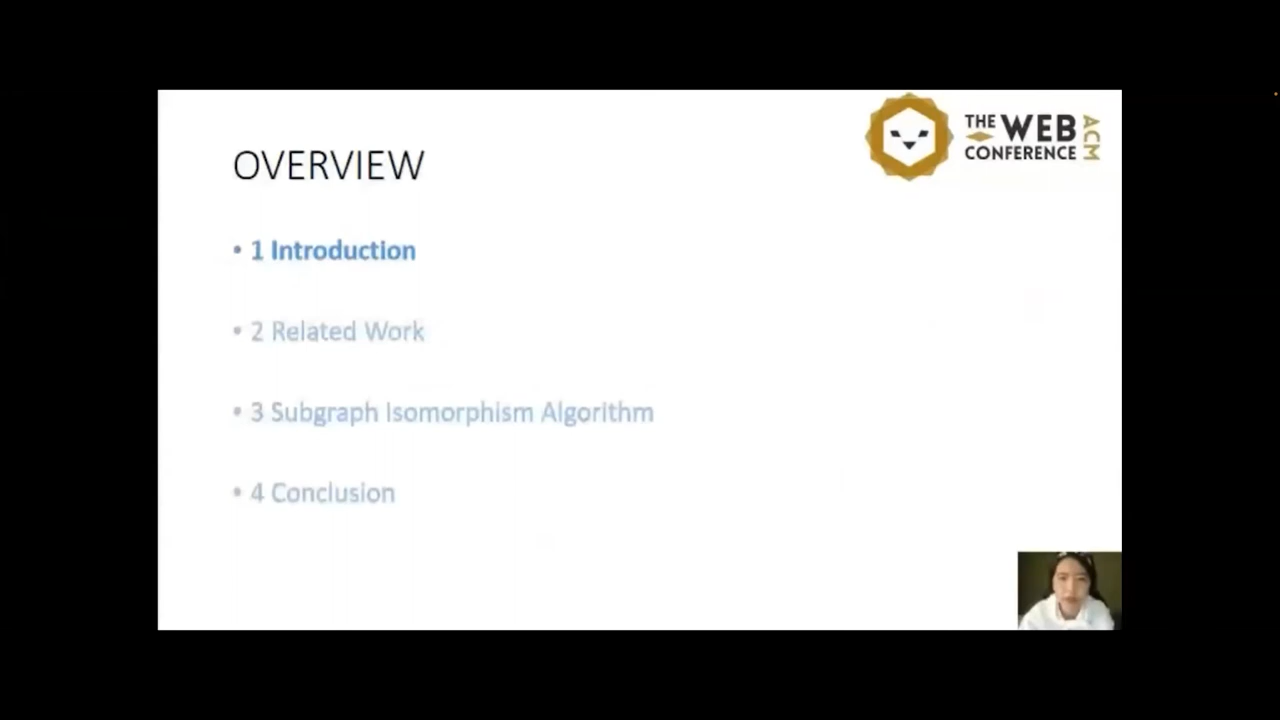 THE WEB
CONFERENCE
ACM
OVERVIEW
• 1 Introduction
• 2 Related Work
• 3 Subgraph Isomorphism Algorithm
• 4 Conclusion